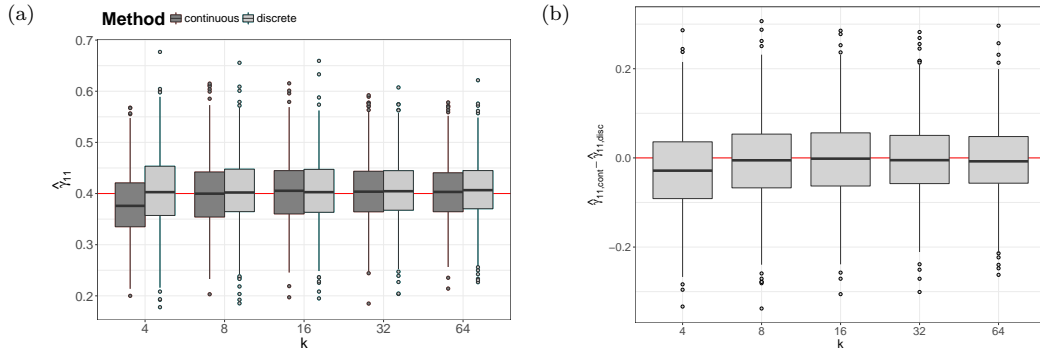 (a)
Method continuous discrete
0.7
0.6
0.5
0.4
0.3
0.2
γ̂₁₁
4 8 16 32 64
k
(b)
0.2
0.0
−0.2
γ̂₁₁,cont − γ̂₁₁,disc
4 8 16 32 64
k